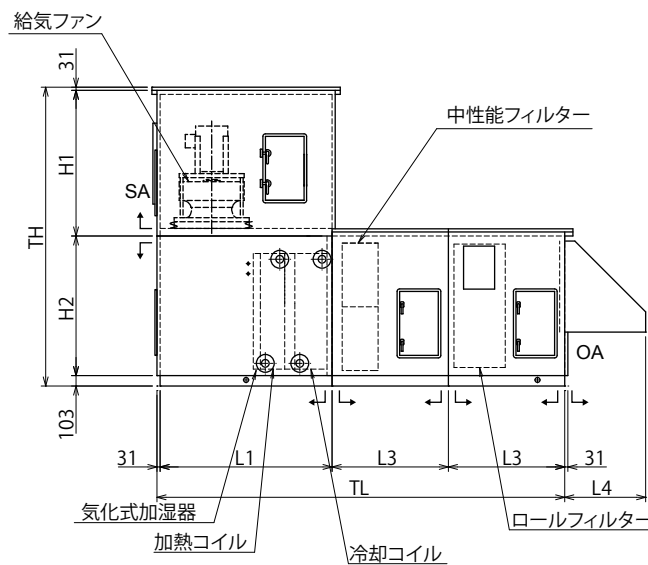 給気ファン
31
中性能フィルター
H1
SA
TH
H2
OA
103
31
L1
L3
L3
31
TL
L4
気化式加湿器
ロールフィルター
加熱コイル
冷却コイル